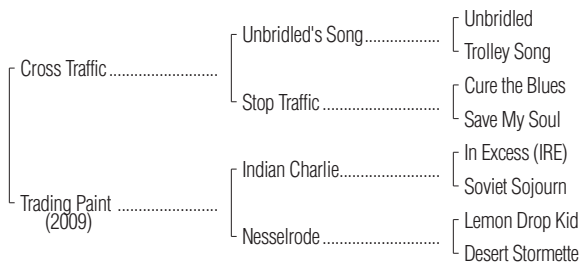 Unbridled
Unbridled's Song
Trolley Song
Cross Traffic
Cure the Blues
Stop Traffic
Save My Soul
In Excess (IRE)
Indian Charlie
Soviet Sojourn
Trading Paint
(2009)
Lemon Drop Kid
Nesselrode
Desert Stormette